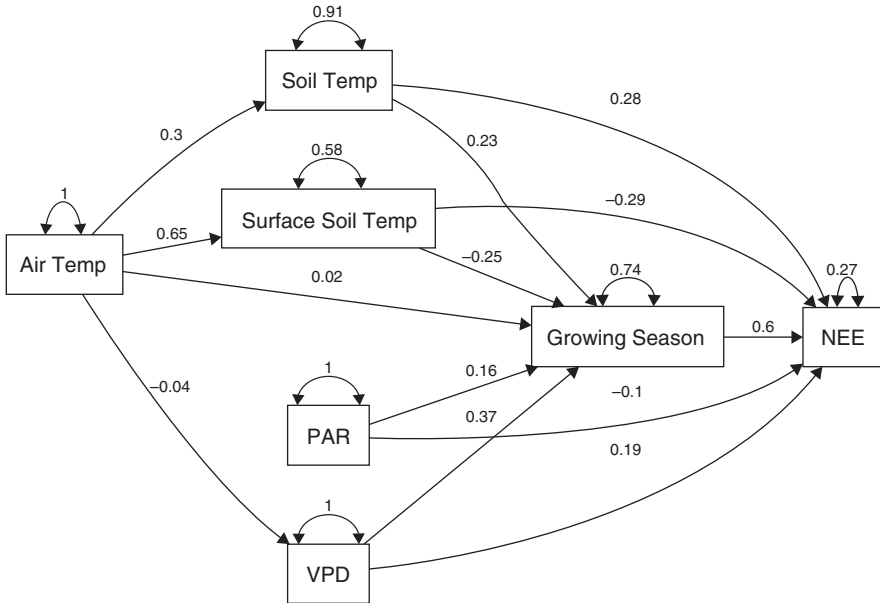 0.91
Soil Temp
0.28
0.3
0.23
0.58
1
Surface Soil Temp
–0.29
0.65
Air Temp
–0.25
0.02
0.74
0.27
Growing Season
0.6
NEE
1
0.16
–0.04
–0.1
PAR
0.37
0.19
1
VPD